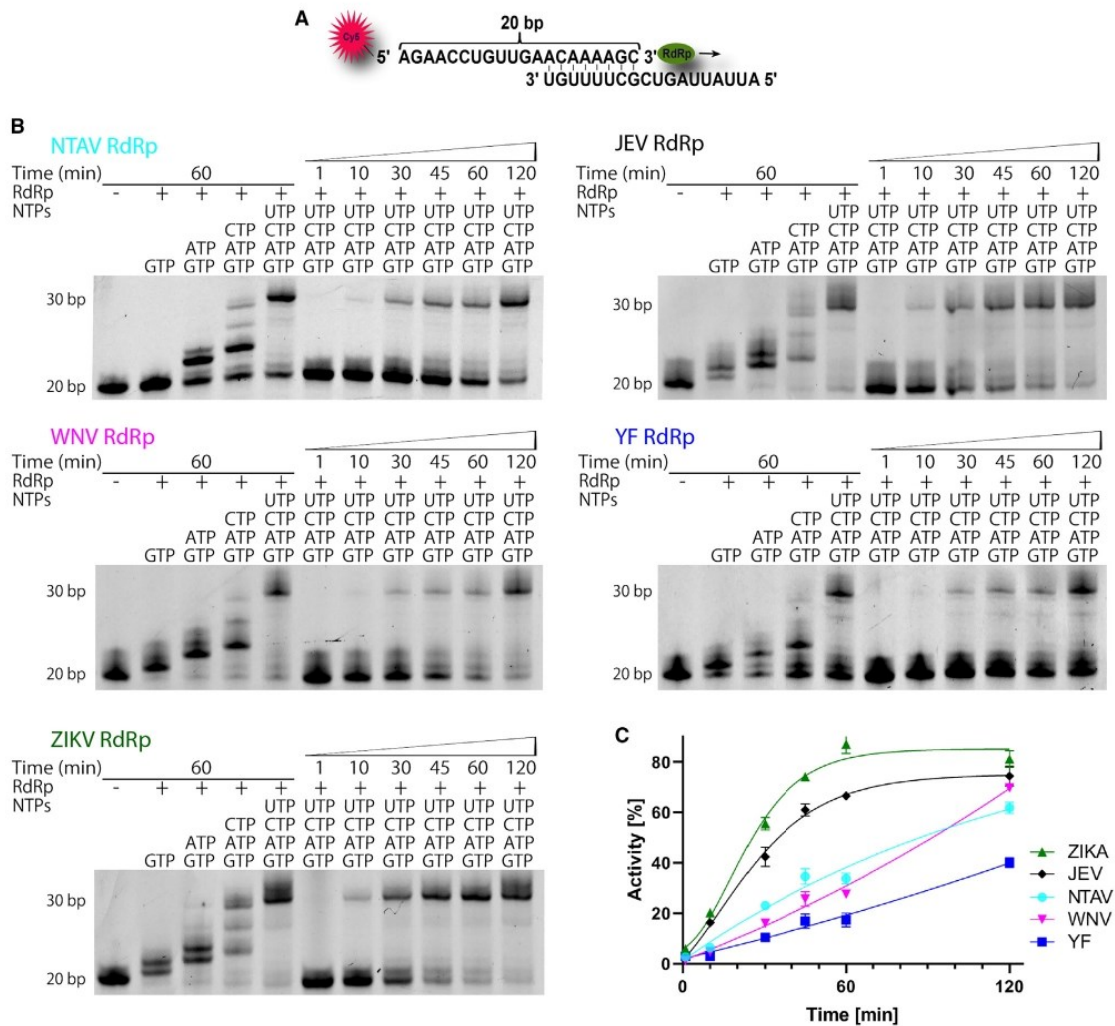 A
20 bp
Cy5
5' AGAACCUGUUGAACAAAAGC 3' RdRp
3' UGUUUUCGCUGAUUAUUA 5'
B
NTAV RdRp
Time (min) 60 1 10 30 45 60 120
RdRp - + + + + + + + + + +
NTPs UTP UTP UTP UTP UTP UTP UTP
CTP CTP CTP CTP CTP CTP CTP CTP
ATP ATP ATP ATP ATP ATP ATP ATP ATP
GTP GTP GTP GTP GTP GTP GTP GTP GTP GTP
30 bp
20 bp
JEV RdRp
Time (min) 60 1 10 30 45 60 120
RdRp - + + + + + + + + + +
NTPs UTP UTP UTP UTP UTP UTP UTP
CTP CTP CTP CTP CTP CTP CTP CTP
ATP ATP ATP ATP ATP ATP ATP ATP ATP
GTP GTP GTP GTP GTP GTP GTP GTP GTP GTP
30 bp
20 bp
WNV RdRp
Time (min) 60 1 10 30 45 60 120
RdRp - + + + + + + + + + +
NTPs UTP UTP UTP UTP UTP UTP UTP
CTP CTP CTP CTP CTP CTP CTP CTP
ATP ATP ATP ATP ATP ATP ATP ATP ATP
GTP GTP GTP GTP GTP GTP GTP GTP GTP GTP
30 bp
20 bp
YF RdRp
Time (min) 60 1 10 30 45 60 120
RdRp - + + + + + + + + + +
NTPs UTP UTP UTP UTP UTP UTP UTP
CTP CTP CTP CTP CTP CTP CTP CTP
ATP ATP ATP ATP ATP ATP ATP ATP ATP
GTP GTP GTP GTP GTP GTP GTP GTP GTP GTP
30 bp
20 bp
ZIKV RdRp
Time (min) 60 1 10 30 45 60 120
RdRp - + + + + + + + + + +
NTPs UTP UTP UTP UTP UTP UTP UTP
CTP CTP CTP CTP CTP CTP CTP CTP
ATP ATP ATP ATP ATP ATP ATP ATP ATP
GTP GTP GTP GTP GTP GTP GTP GTP GTP GTP
30 bp
20 bp
C
Activity [%]
80
60
40
20
0
0 60 120
Time [min]
ZIKA
JEV
NTAV
WNV
YF